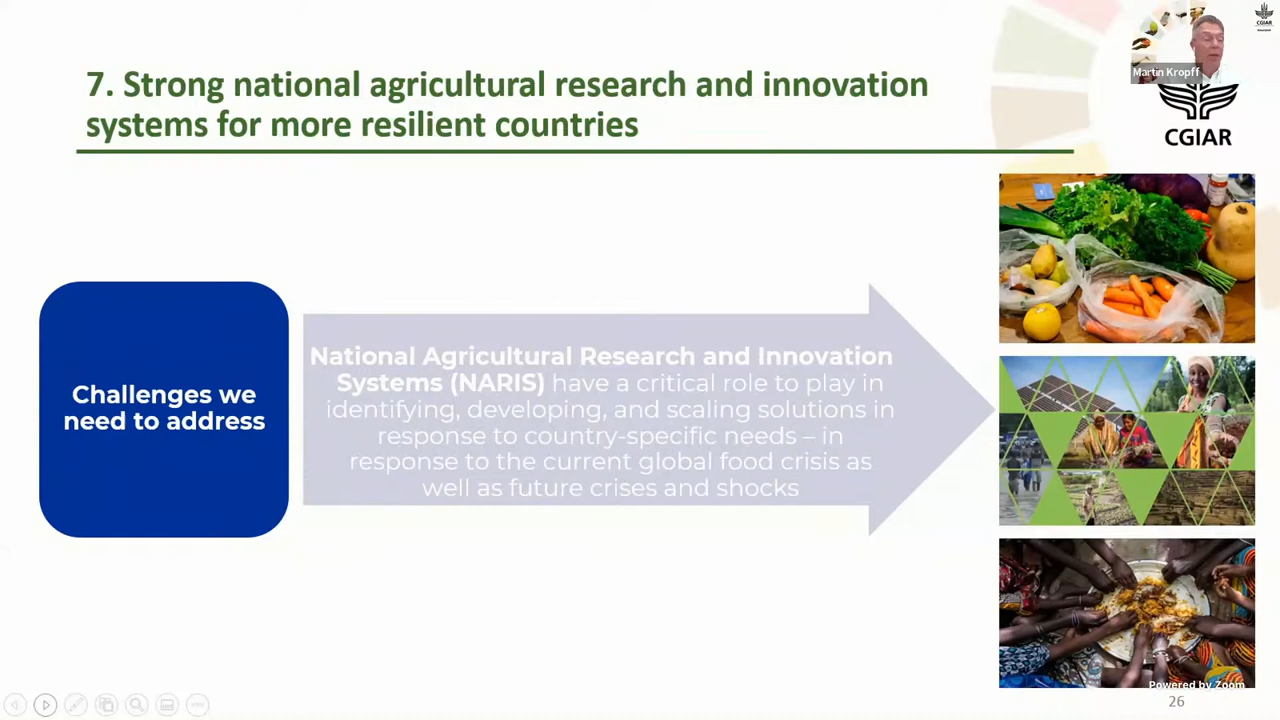 7. Strong national agricultural research and innovation
systems for more resilient countries
Martin Kropff
CGIAR
CGIAR
Challenges we
need to address
National Agricultural Research and Innovation
Systems (NARIS) have a critical role to play in
identifying, developing, and scaling solutions in
response to country-specific needs – in
response to the current global food crisis as
well as future crises and shocks
Powered by Zoom
26